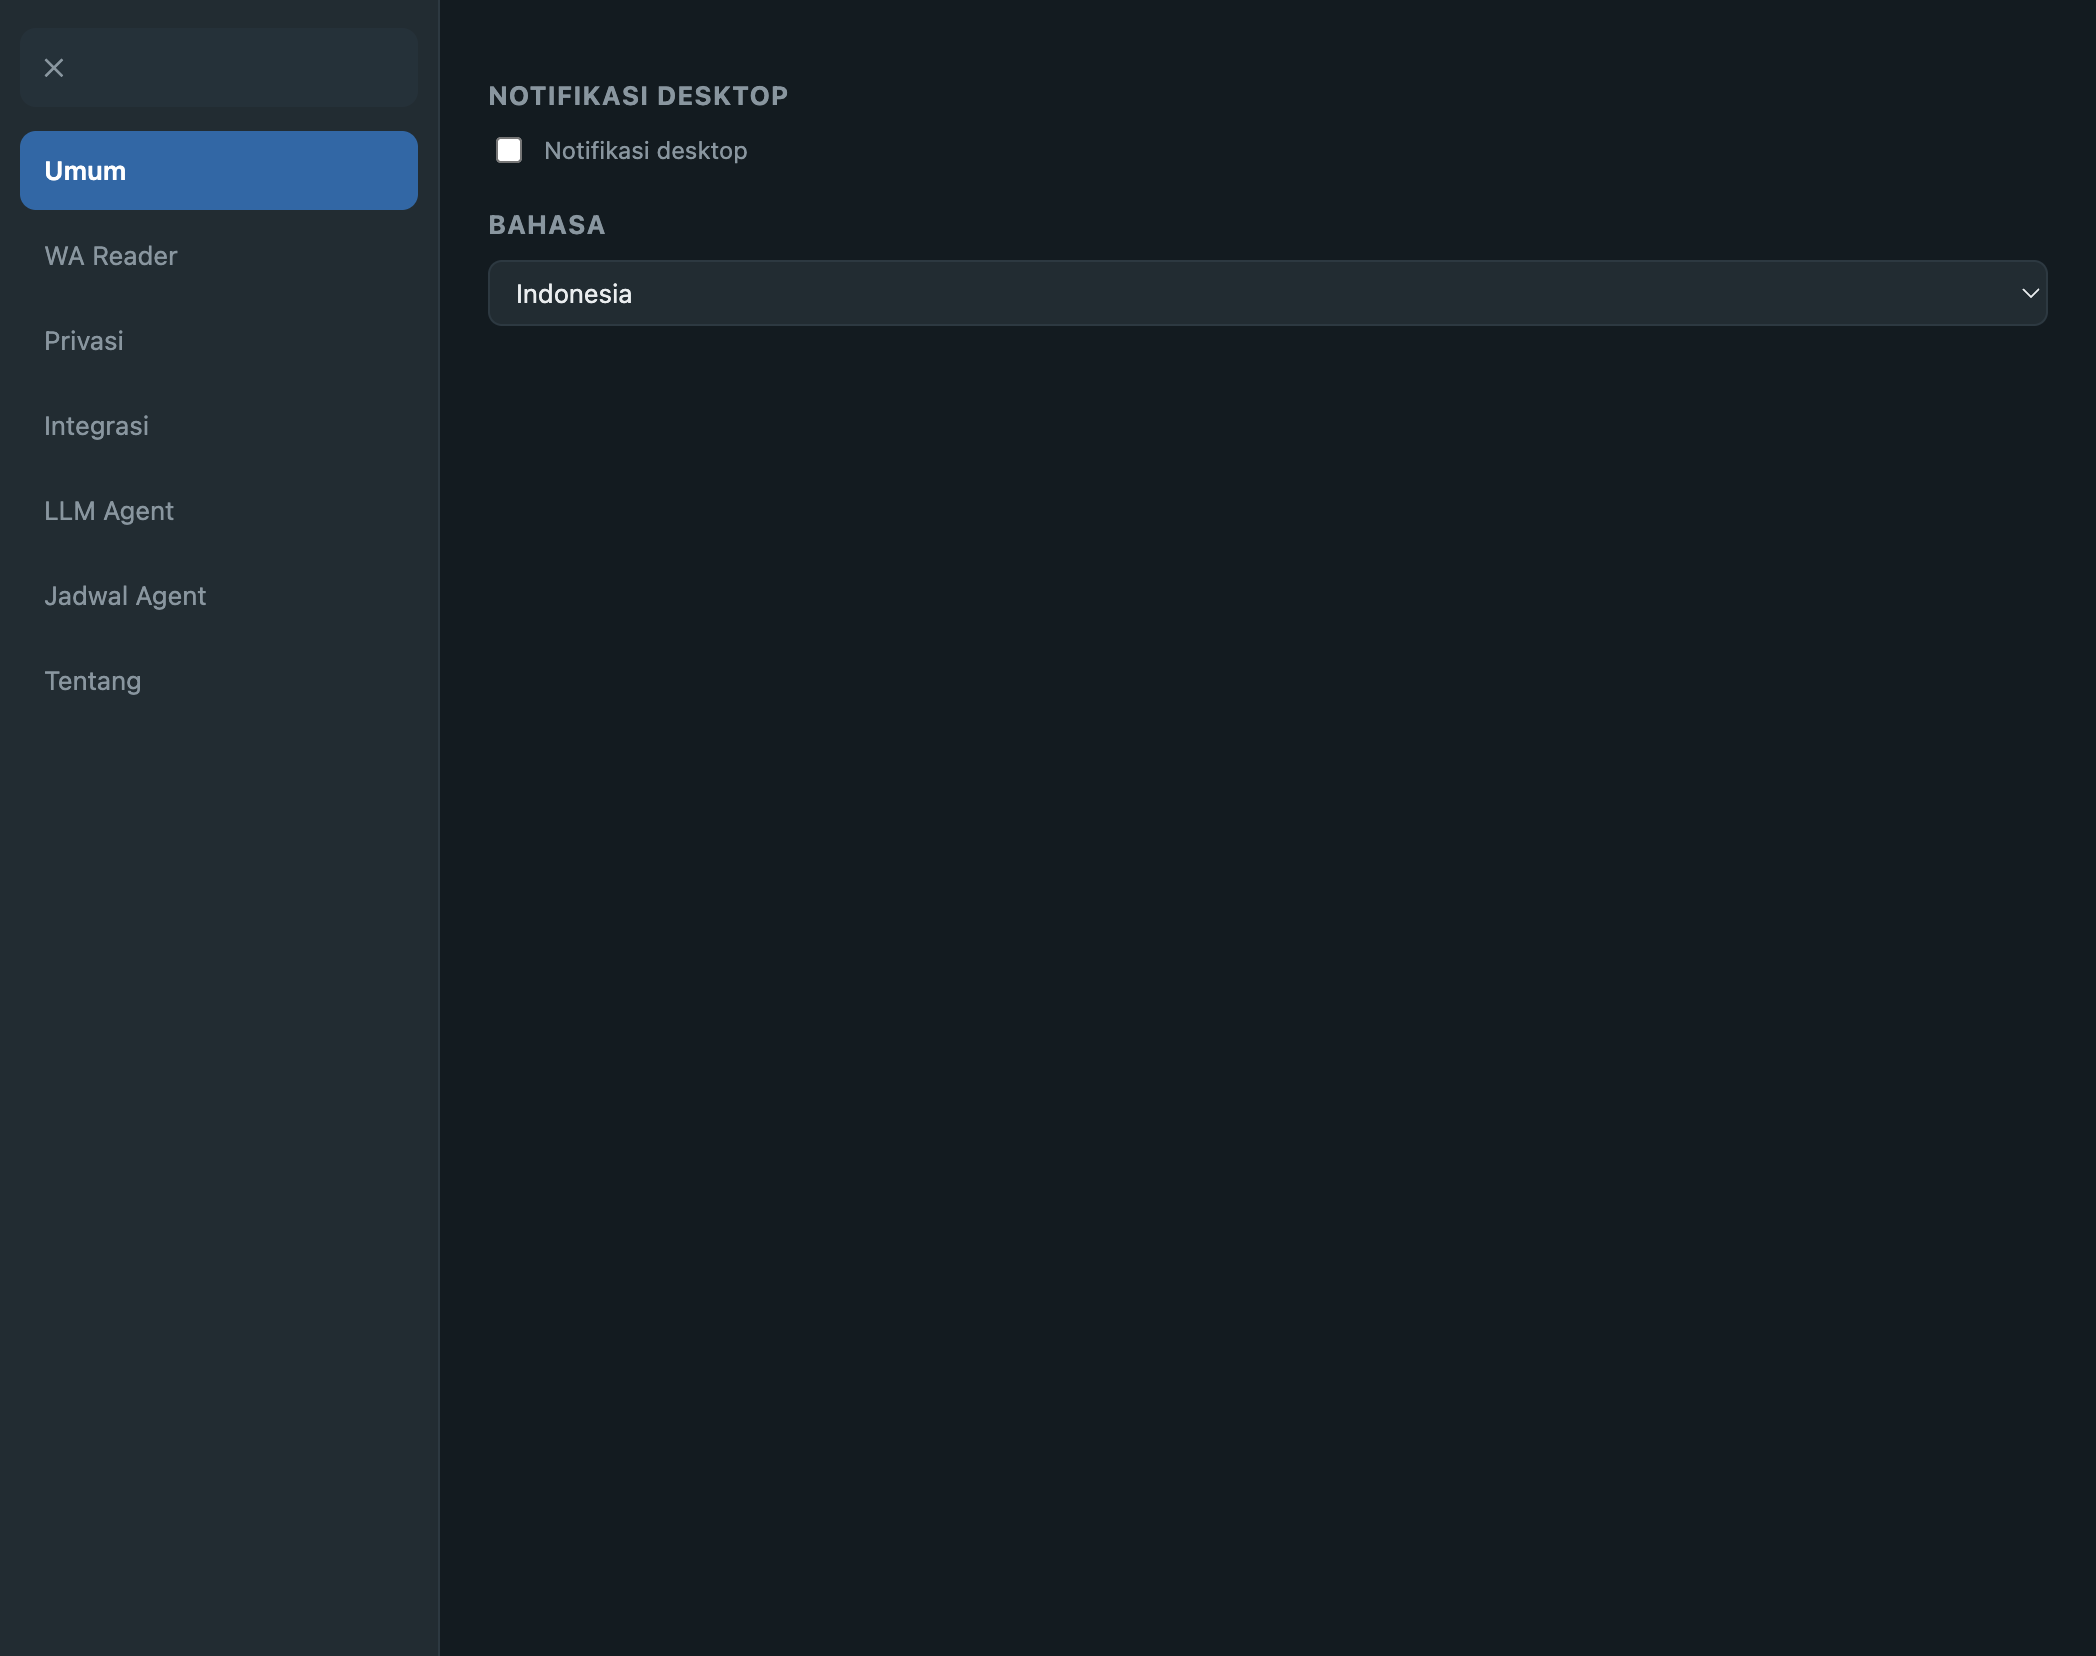 Umum
WA Reader
Privasi
Integrasi
LLM Agent
Jadwal Agent
Tentang
NOTIFIKASI DESKTOP
Notifikasi desktop
BAHASA
Indonesia